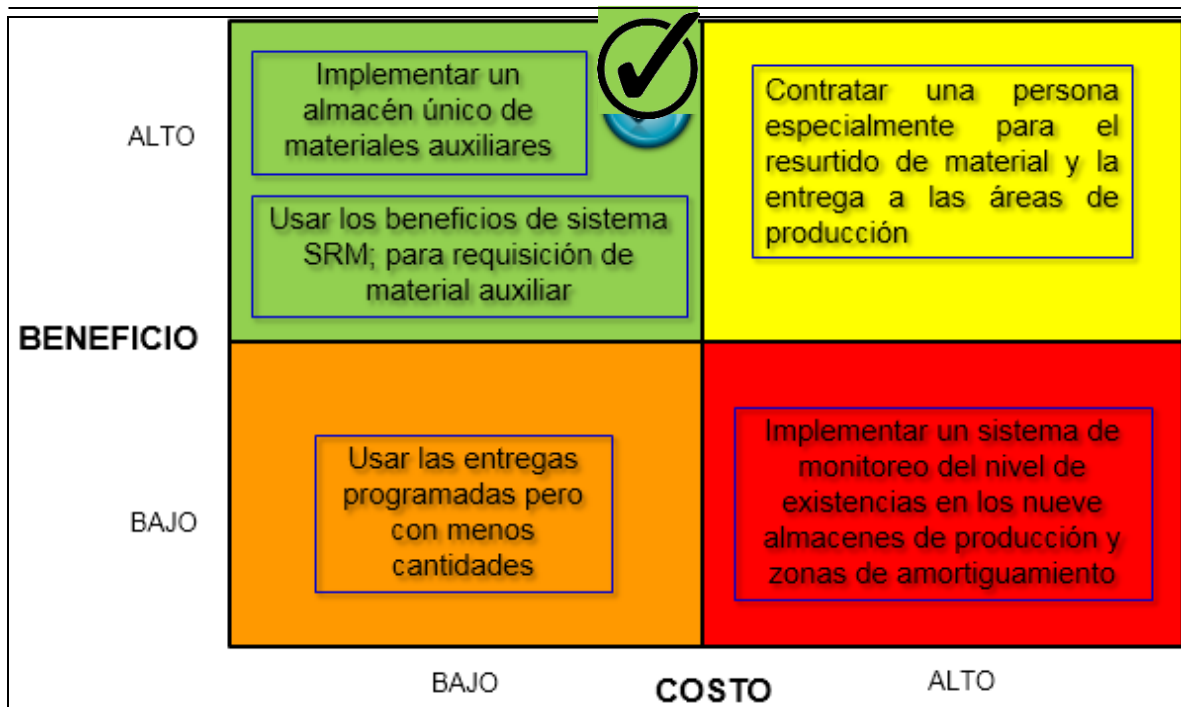 Implementar un
almacén único de
materiales auxiliares
Contratar una persona
especialmente para el
resurtido de material y la
entrega a las áreas de
producción
ALTO
Usar los beneficios de sistema
SRM; para requisición de
material auxiliar
BENEFICIO
Usar las entregas
programadas pero
con menos
cantidades
Implementar un sistema de
monitoreo del nivel de
existencias en los nueve
almacenes de producción y
zonas de amortiguamiento
BAJO
BAJO
COSTO
ALTO